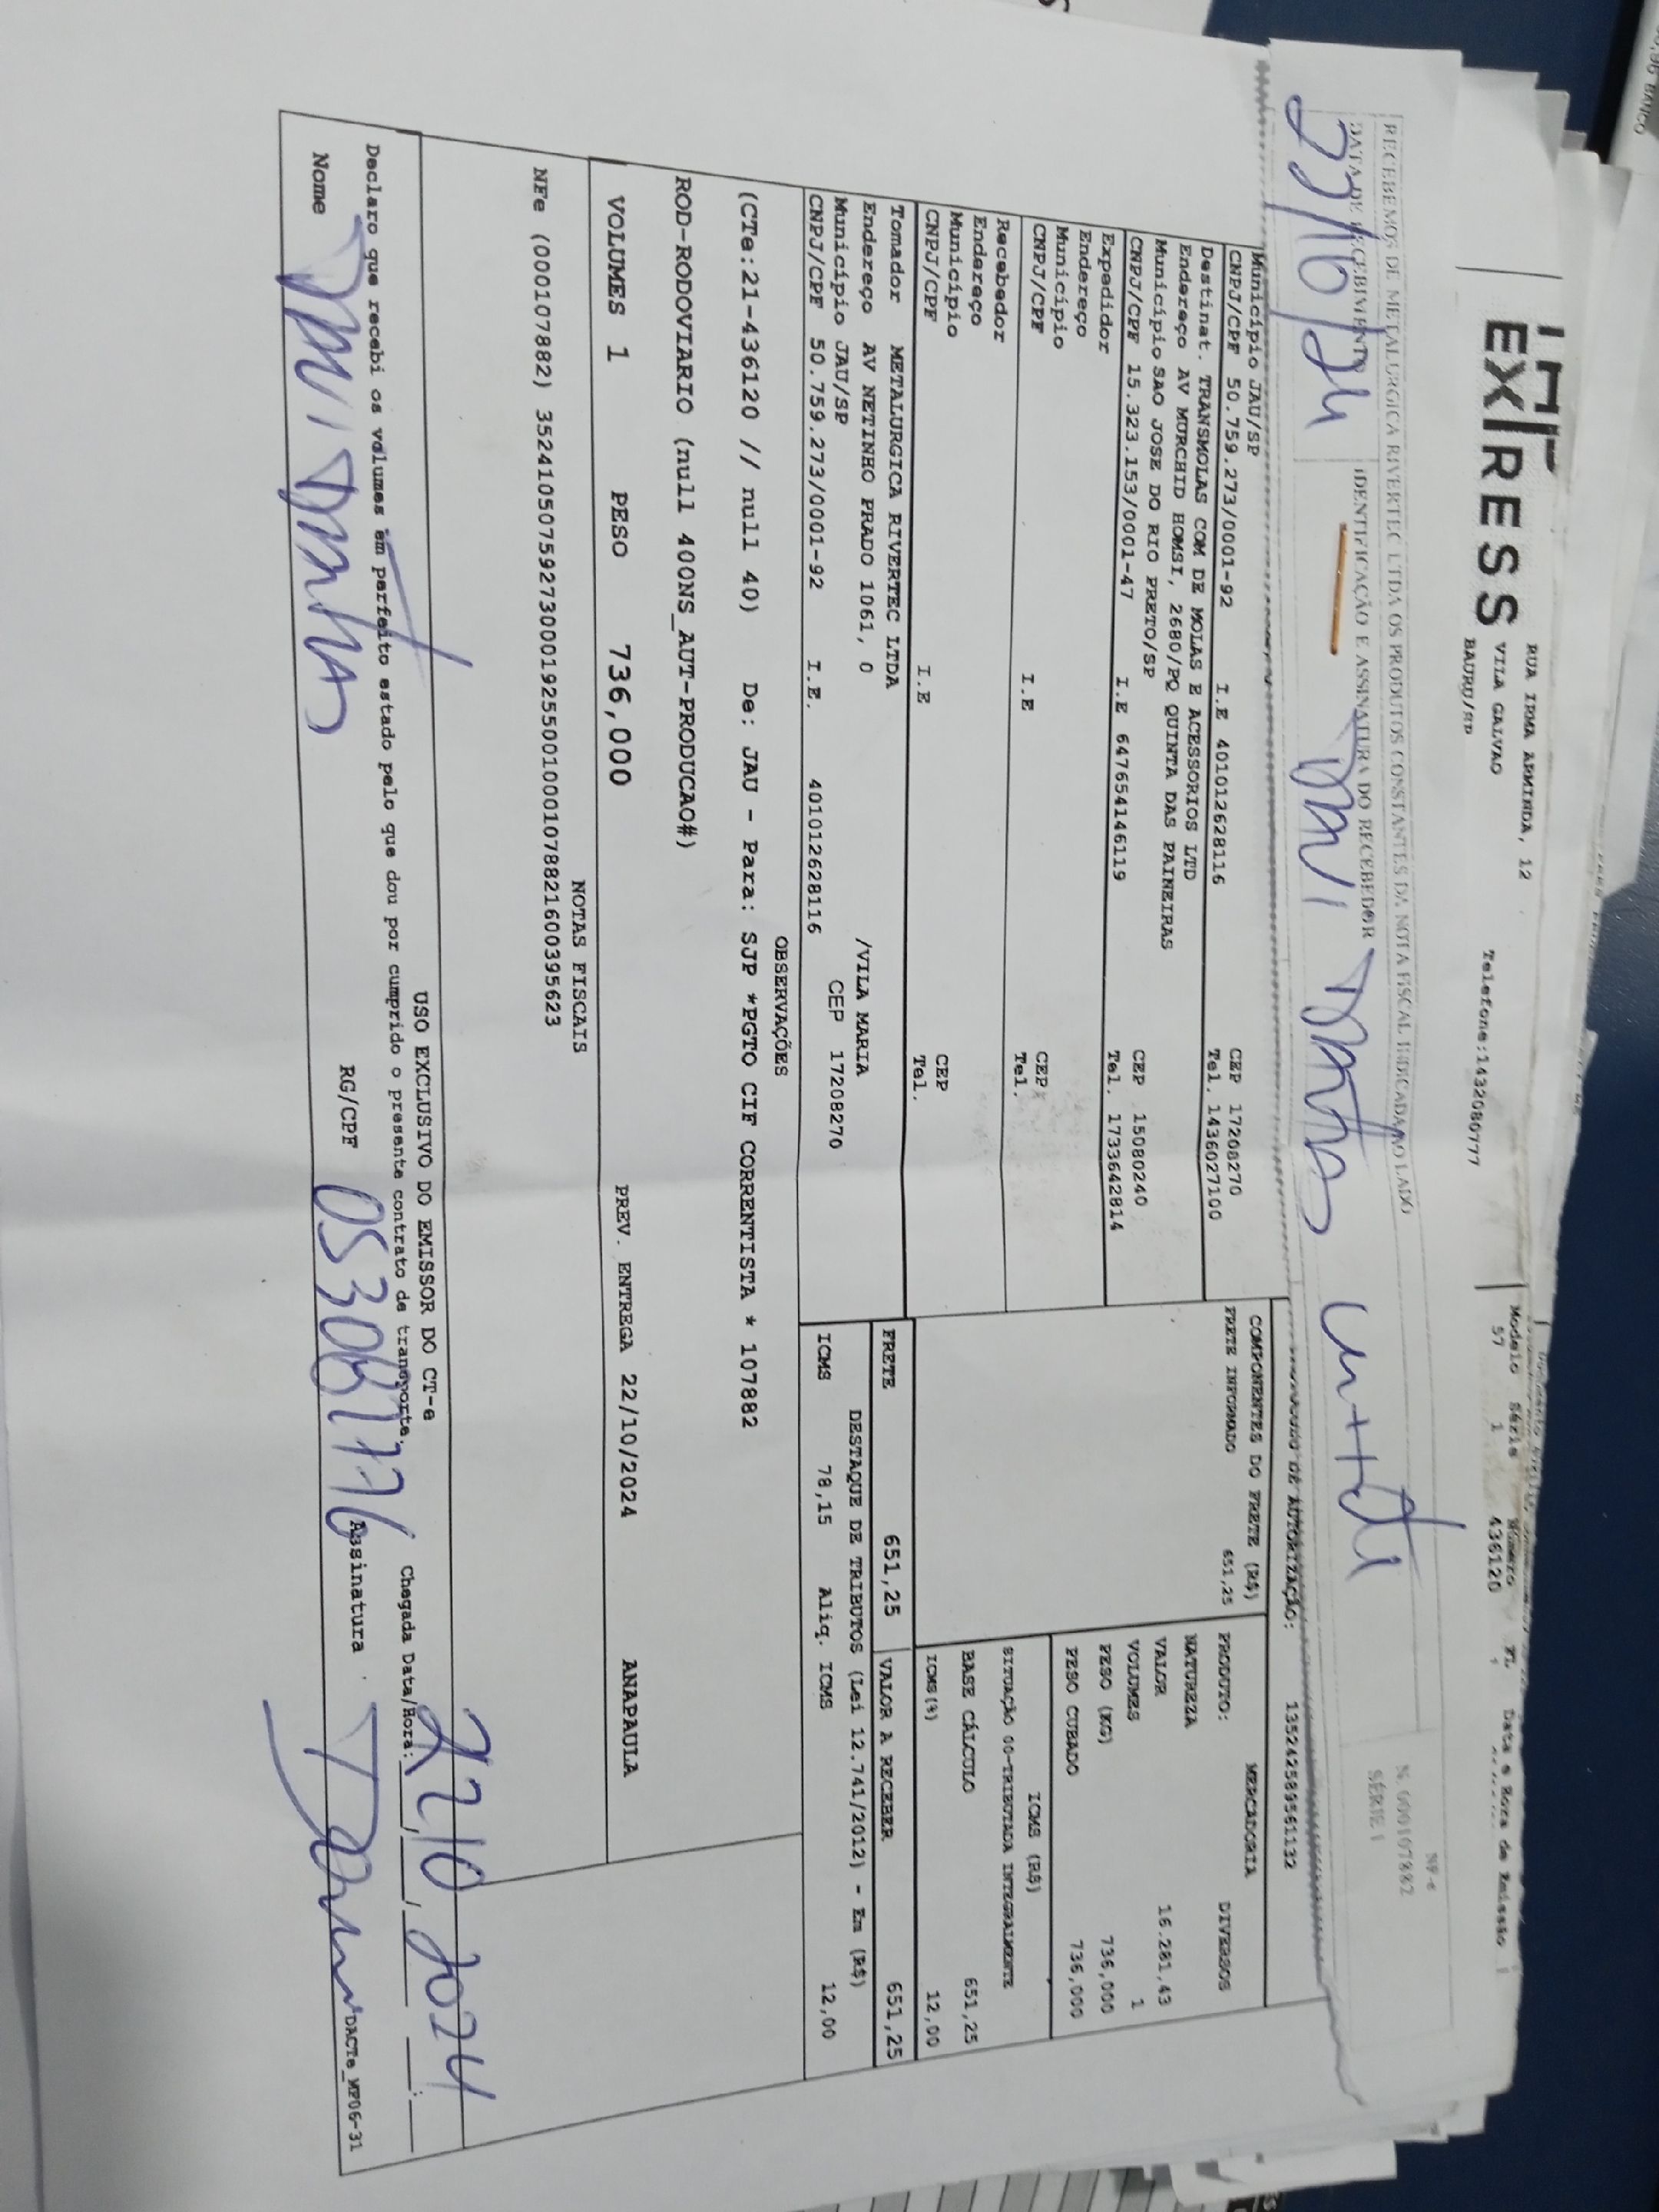 EXPRESS
RUA IRMA ARMINDA, 12
VILA GALVAO
BAURU/SP
Telefone:1432080777
Modelo Série Número Fl. Data e Hora de Emissão
57 1 436120
RECEBEMOS DE METALURGICA RIVERTEC LTDA OS PRODUTOS CONSTANTES DA NOTA FISCAL INDICADA AO LADO
NF-e
N. 000107882
SÉRIE 1
DATA DE RECEBIMENTO
IDENTIFICAÇÃO E ASSINATURA DO RECEBEDOR
22/10/24
DE AUTORIZAÇÃO: 135242589561132
Município JAU/SP CEP 17208270
CNPJ/CPF 50.759.273/0001-92 I.E 401012628116 Tel. 1436027100
Destinat. TRANSMOLAS COM DE MOLAS E ACESSORIOS LTD
Endereço AV MURCHID HOMSI, 2680/PQ QUINTA DAS PAINEIRAS
Município SAO JOSE DO RIO PRETO/SP CEP 15080240
CNPJ/CPF 15.323.153/0001-47 I.E 647654146119 Tel. 1733642814
Expedidor
Endereço
Município CEP
CNPJ/CPF I.E Tel.
Recebedor
Endereço
Município CEP
CNPJ/CPF I.E Tel.
Tomador METALURGICA RIVERTEC LTDA
Endereço AV NETINHO PRADO 1061, 0 /VILA MARIA
Município JAU/SP CEP 17208270
CNPJ/CPF 50.759.273/0001-92 I.E. 401012628116
COMPONENTES DO FRETE (R$)
FRETE INFORMADO 651,25
MERCADORIA
PRODUTO: DIVERSOS
NATUREZA
VALOR 16.281,43
VOLUMES 1
PESO (KG) 736,000
PESO CUBADO 736,000
ICMS (R$)
SITUAÇÃO 00-TRIBUTADA INTEGRALMENTE
BASE CÁLCULO 651,25
ICMS(%) 12,00
FRETE 651,25 VALOR A RECEBER 651,25
DESTAQUE DE TRIBUTOS (Lei 12.741/2012) - Em (R$)
ICMS 78,15 Aliq. ICMS 12,00
OBSERVAÇÕES
(CTe:21-436120 // null 40) De: JAU - Para: SJP *PGTO CIF CORRENTISTA * 107882
ROD-RODOVIARIO (null 400NS_AUT-PRODUCAO#)
VOLUMES 1 PESO 736,000 PREV. ENTREGA 22/10/2024 ANAPAULA
NOTAS FISCAIS
NFe (000107882) 35241050759273000192550010001078821600395623
USO EXCLUSIVO DO EMISSOR DO CT-e
Declaro que recebi os volumes em perfeito estado pelo que dou por cumprido o presente contrato de transporte.
Chegada Data/Hora: 22 10 2024
Nome
RG/CPF
Assinatura
DACTe_MP06-31